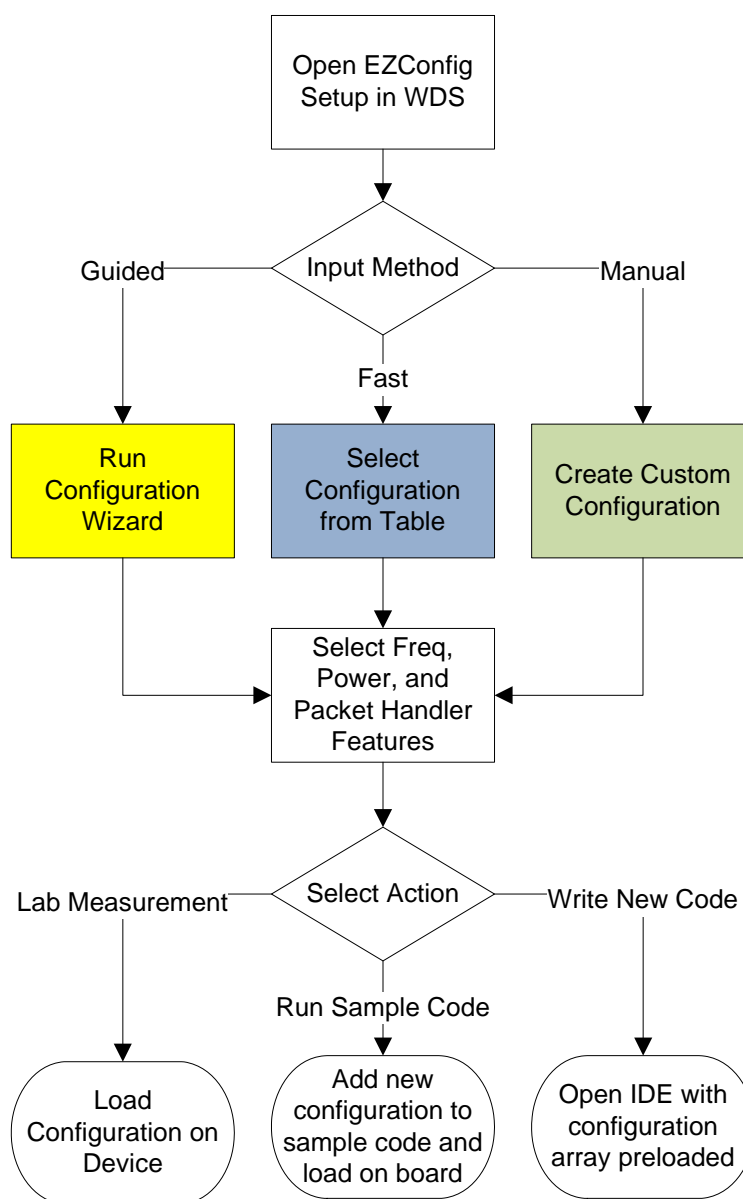 Open EZConfig
Setup in WDS
Input Method
Guided
Manual
Fast
Run
Configuration
Wizard
Select
Configuration
from Table
Create Custom
Configuration
Select Freq,
Power, and
Packet Handler
Features
Select Action
Lab Measurement
Write New Code
Run Sample Code
Load
Configuration on
Device
Add new
configuration to
sample code and
load on board
Open IDE with
configuration
array preloaded